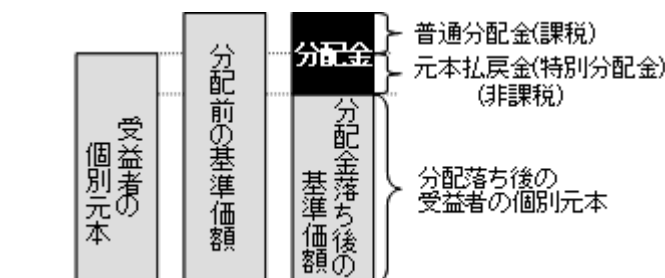 普通分配金(課税)
元本払戻金(特別分配金)
(非課税)
分配金
受益者の
個別元本
分配前の基準価額
分配金落ち後の
基準価額
分配落ち後の
受益者の個別元本